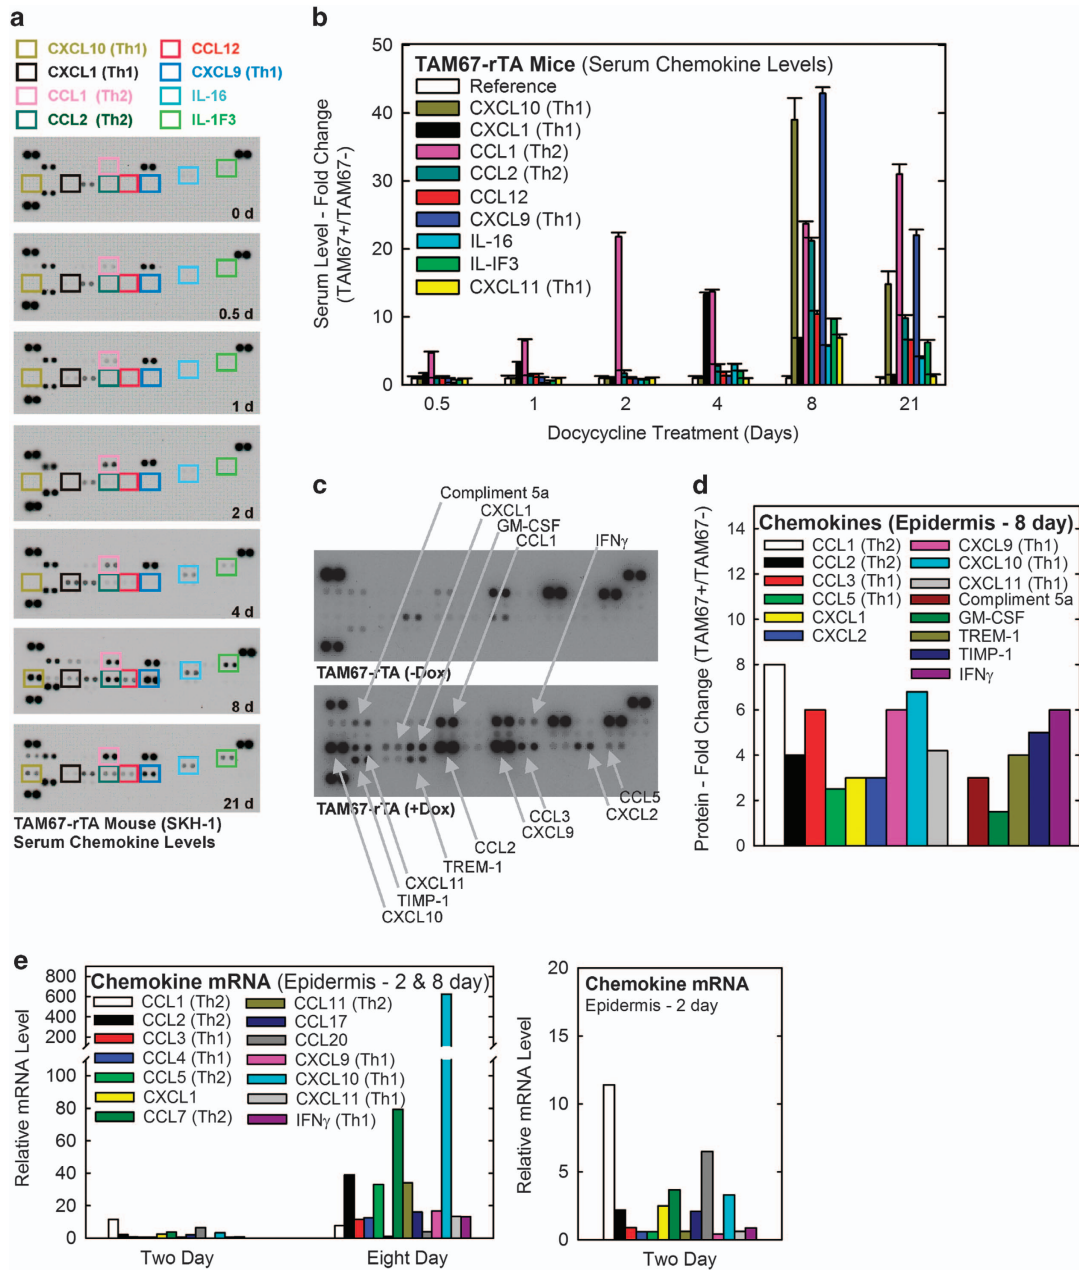 a
CXCL10 (Th1)
CXCL1 (Th1)
CCL1 (Th2)
CCL2 (Th2)
CCL12
CXCL9 (Th1)
IL-16
IL-1F3
0 d
0.5 d
1 d
2 d
4 d
8 d
21 d
TAM67-rTA Mouse (SKH-1)
Serum Chemokine Levels
b
Serum Level - Fold Change
(TAM67+/TAM67-)
50
40
30
20
10
0
TAM67-rTA Mice (Serum Chemokine Levels)
Reference
CXCL10 (Th1)
CXCL1 (Th1)
CCL1 (Th2)
CCL2 (Th2)
CCL12
CXCL9 (Th1)
IL-16
IL-IF3
CXCL11 (Th1)
0.5
1
2
4
8
21
Docycycline Treatment (Days)
c
Compliment 5a
CXCL1
GM-CSF
CCL1
IFNγ
TAM67-rTA (-Dox)
TAM67-rTA (+Dox)
CCL5
CXCL2
CCL3
CXCL9
CCL2
TREM-1
CXCL11
TIMP-1
CXCL10
d
Protein - Fold Change (TAM67+/TAM67-)
14
12
10
8
6
4
2
0
Chemokines (Epidermis - 8 day)
CCL1 (Th2)
CCL2 (Th2)
CCL3 (Th1)
CCL5 (Th1)
CXCL1
CXCL2
CXCL9 (Th1)
CXCL10 (Th1)
CXCL11 (Th1)
Compliment 5a
GM-CSF
TREM-1
TIMP-1
IFNγ
e
Relative mRNA Level
800
600
400
200
100
80
60
40
20
0
Chemokine mRNA (Epidermis - 2 & 8 day)
CCL1 (Th2)
CCL2 (Th2)
CCL3 (Th1)
CCL4 (Th1)
CCL5 (Th2)
CXCL1
CCL7 (Th2)
CCL11 (Th2)
CCL17
CCL20
CXCL9 (Th1)
CXCL10 (Th1)
CXCL11 (Th1)
IFNγ (Th1)
Two Day
Eight Day
Relative mRNA Level
20
15
10
5
0
Chemokine mRNA
Epidermis - 2 day
Two Day